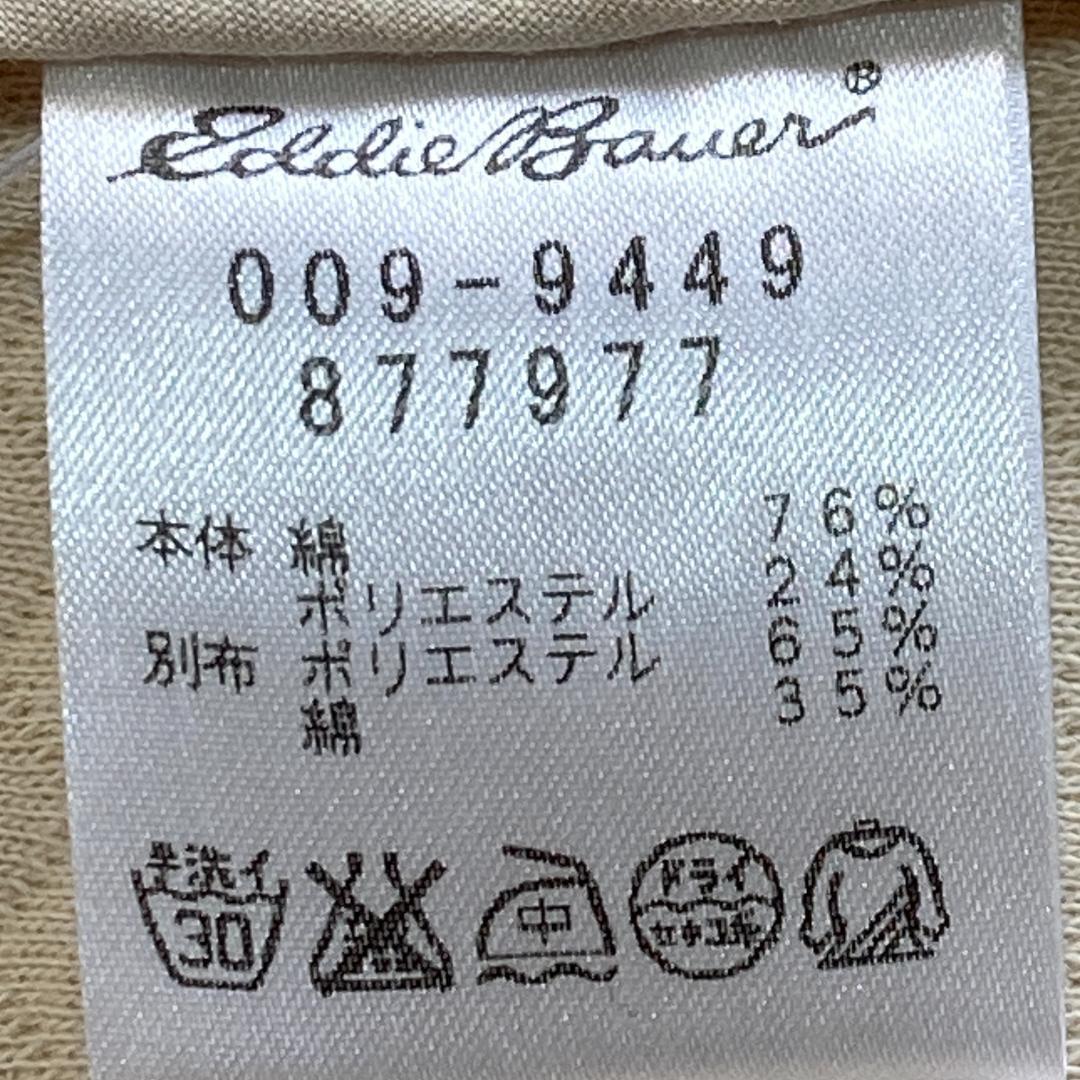 Eddie Bauer®
009-9449
877977
本体 綿 76%
ポリエステル 24%
別布 ポリエステル 65%
綿 35%
手洗イ
30
中
ドライ
セキユ系